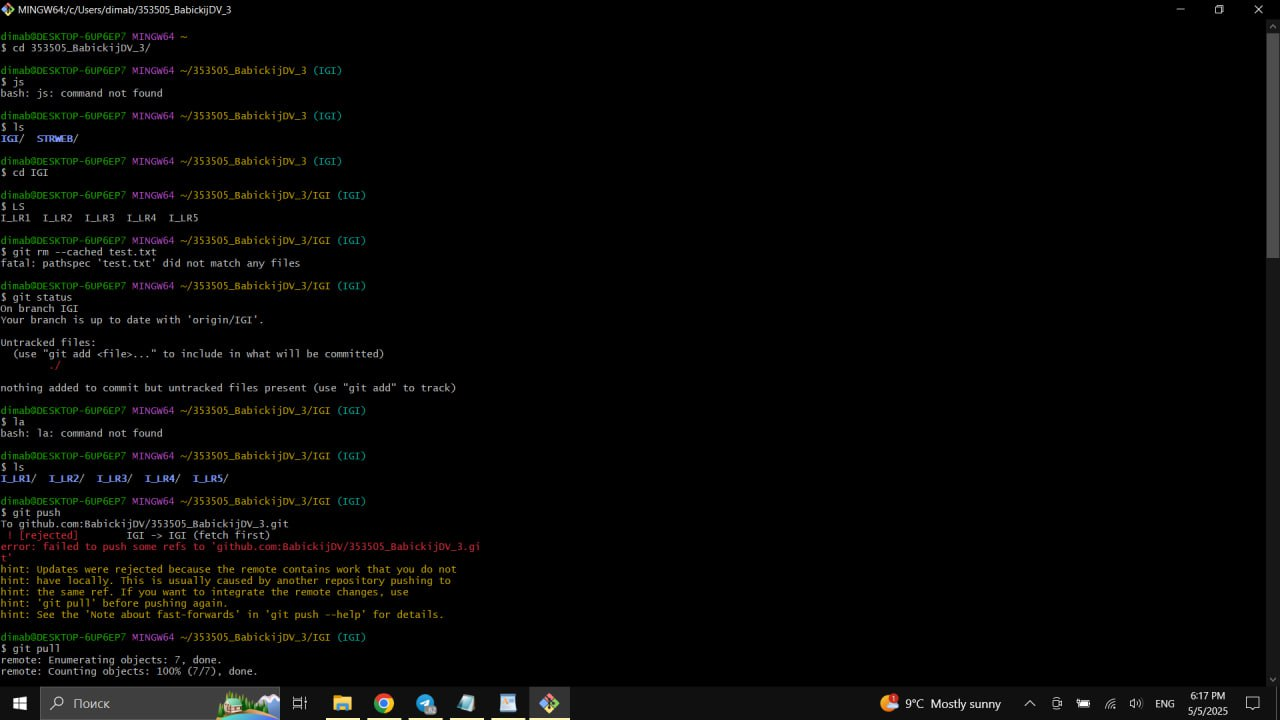 MINGW64:/c/Users/dimab/353505_BabickijDV_3
dimab@DESKTOP-6UP6EP7 MINGW64 ~
$ cd 353505_BabickijDV_3/
dimab@DESKTOP-6UP6EP7 MINGW64 ~/353505_BabickijDV_3 (IGI)
$ js
bash: js: command not found
dimab@DESKTOP-6UP6EP7 MINGW64 ~/353505_BabickijDV_3 (IGI)
$ ls
IGI/  STRWEB/
dimab@DESKTOP-6UP6EP7 MINGW64 ~/353505_BabickijDV_3 (IGI)
$ cd IGI
dimab@DESKTOP-6UP6EP7 MINGW64 ~/353505_BabickijDV_3/IGI (IGI)
$ LS
I_LR1  I_LR2  I_LR3  I_LR4  I_LR5
dimab@DESKTOP-6UP6EP7 MINGW64 ~/353505_BabickijDV_3/IGI (IGI)
$ git rm --cached test.txt
fatal: pathspec 'test.txt' did not match any files
dimab@DESKTOP-6UP6EP7 MINGW64 ~/353505_BabickijDV_3/IGI (IGI)
$ git status
On branch IGI
Your branch is up to date with 'origin/IGI'.
Untracked files:
(use "git add <file>..." to include in what will be committed)
./
nothing added to commit but untracked files present (use "git add" to track)
dimab@DESKTOP-6UP6EP7 MINGW64 ~/353505_BabickijDV_3/IGI (IGI)
$ la
bash: la: command not found
dimab@DESKTOP-6UP6EP7 MINGW64 ~/353505_BabickijDV_3/IGI (IGI)
$ ls
I_LR1/  I_LR2/  I_LR3/  I_LR4/  I_LR5/
dimab@DESKTOP-6UP6EP7 MINGW64 ~/353505_BabickijDV_3/IGI (IGI)
$ git push
To github.com:BabickijDV/353505_BabickijDV_3.git
! [rejected]        IGI -> IGI (fetch first)
error: failed to push some refs to 'github.com:BabickijDV/353505_BabickijDV_3.gi
t'
hint: Updates were rejected because the remote contains work that you do not
hint: have locally. This is usually caused by another repository pushing to
hint: the same ref. If you want to integrate the remote changes, use
hint: 'git pull' before pushing again.
hint: See the 'Note about fast-forwards' in 'git push --help' for details.
dimab@DESKTOP-6UP6EP7 MINGW64 ~/353505_BabickijDV_3/IGI (IGI)
$ git pull
remote: Enumerating objects: 7, done.
remote: Counting objects: 100% (7/7), done.
Поиск
1
9°C Mostly sunny
ENG
6:17 PM
5/5/2025